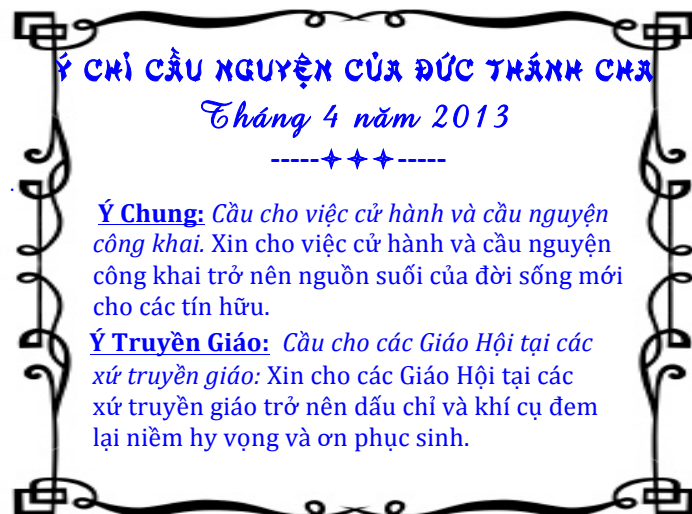 Ý CHỈ CẦU NGUYỆN CỦA ĐỨC THÁNH CHA
Tháng 4 năm 2013
-----✦✦✦-----
Ý Chung: Cầu cho việc cử hành và cầu nguyện
công khai. Xin cho việc cử hành và cầu nguyện
công khai trở nên nguồn suối của đời sống mới
cho các tín hữu.
Ý Truyền Giáo: Cầu cho các Giáo Hội tại các
xứ truyền giáo: Xin cho các Giáo Hội tại các
xứ truyền giáo trở nên dấu chỉ và khí cụ đem
lại niềm hy vọng và ơn phục sinh.